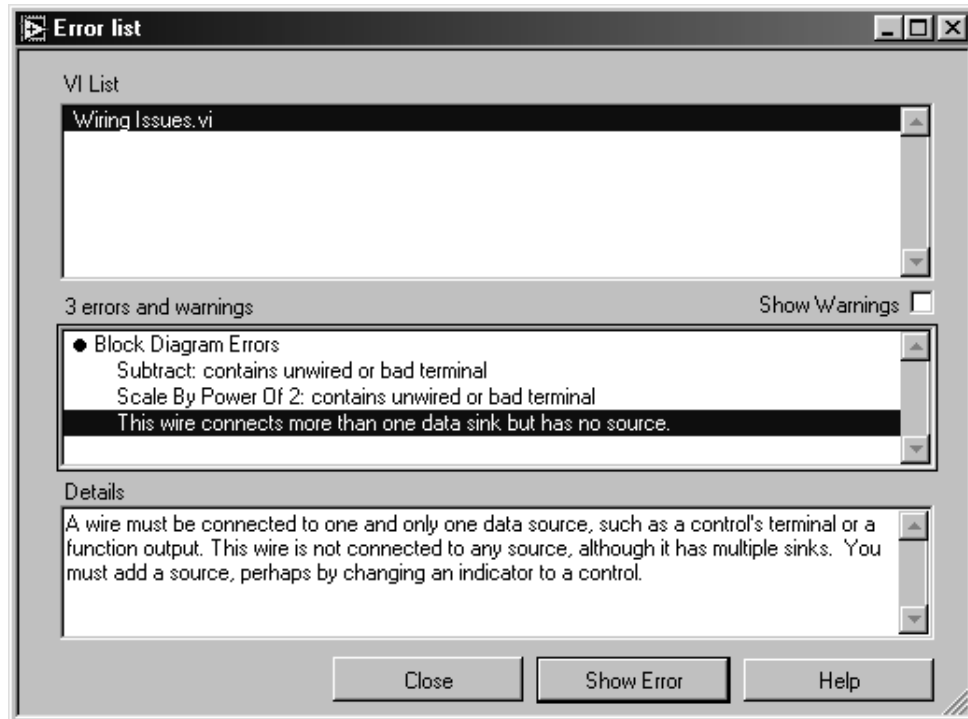 Error list
VI List
Wiring Issues.vi
3 errors and warnings Show Warnings
Block Diagram Errors
Subtract: contains unwired or bad terminal
Scale By Power Of 2: contains unwired or bad terminal
This wire connects more than one data sink but has no source.
Details
A wire must be connected to one and only one data source, such as a control's terminal or a
function output. This wire is not connected to any source, although it has multiple sinks.  You
must add a source, perhaps by changing an indicator to a control.
Close Show Error Help